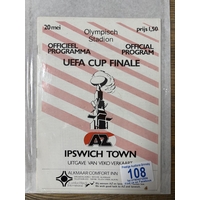 20 mei
Olympisch
Stadion
prijs 1,50
OFFICIEEL
PROGRAMMA
OFFICIAL
PROGRAM
UEFA CUP FINALE
AZ
IPSWICH TOWN
UITGAVE VAN VEKO VERKAAP
108
ALKMAAR COMFORT INN